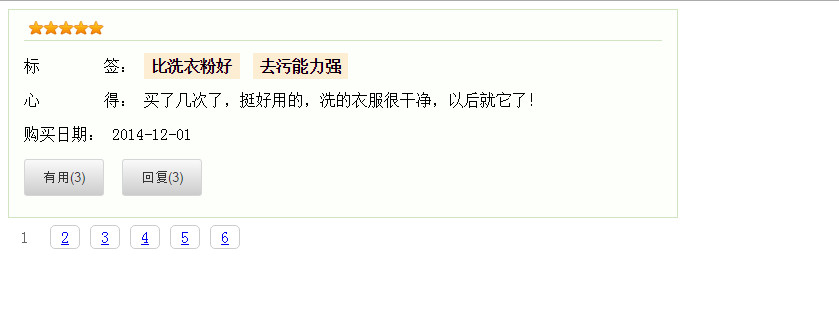 标 签： 比洗衣粉好 去污能力强
心 得： 买了几次了，挺好用的，洗的衣服很干净，以后就它了!
购买日期： 2014-12-01
有用(3) 回复(3)
1 2 3 4 5 6